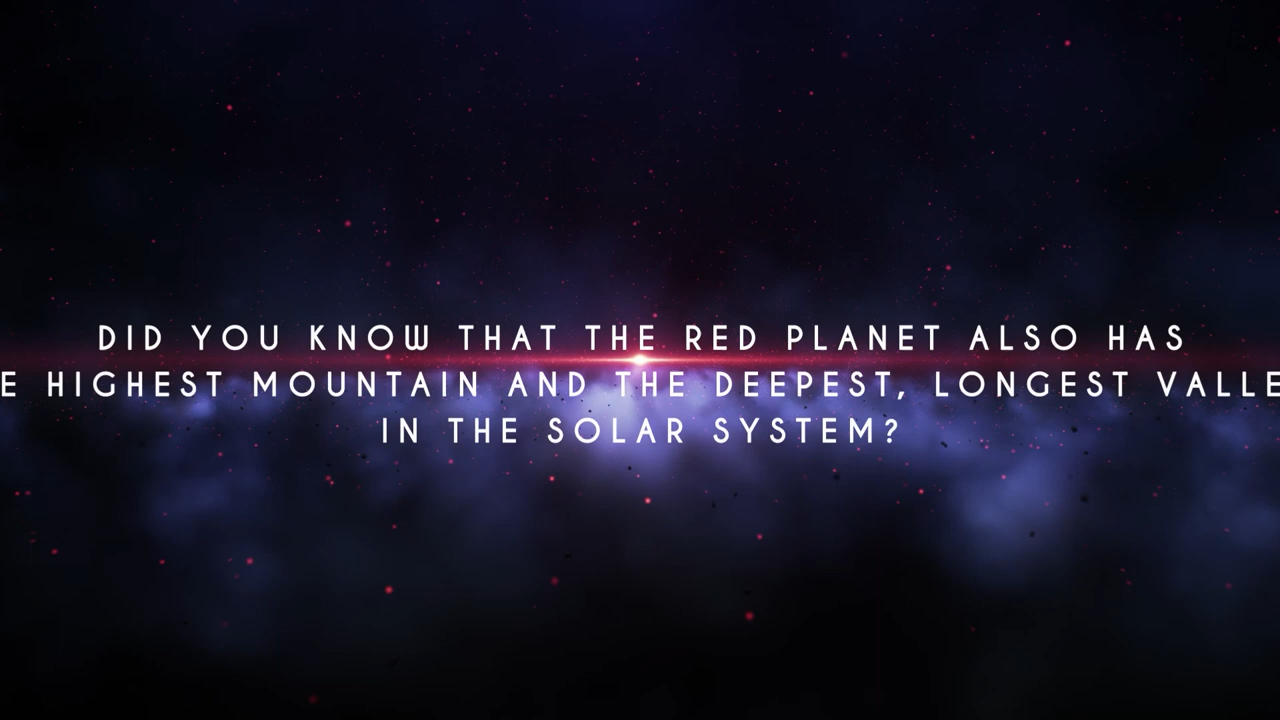 DID YOU KNOW THAT THE RED PLANET ALSO HAS
E HIGHEST MOUNTAIN AND THE DEEPEST, LONGEST VALLE
IN THE SOLAR SYSTEM?